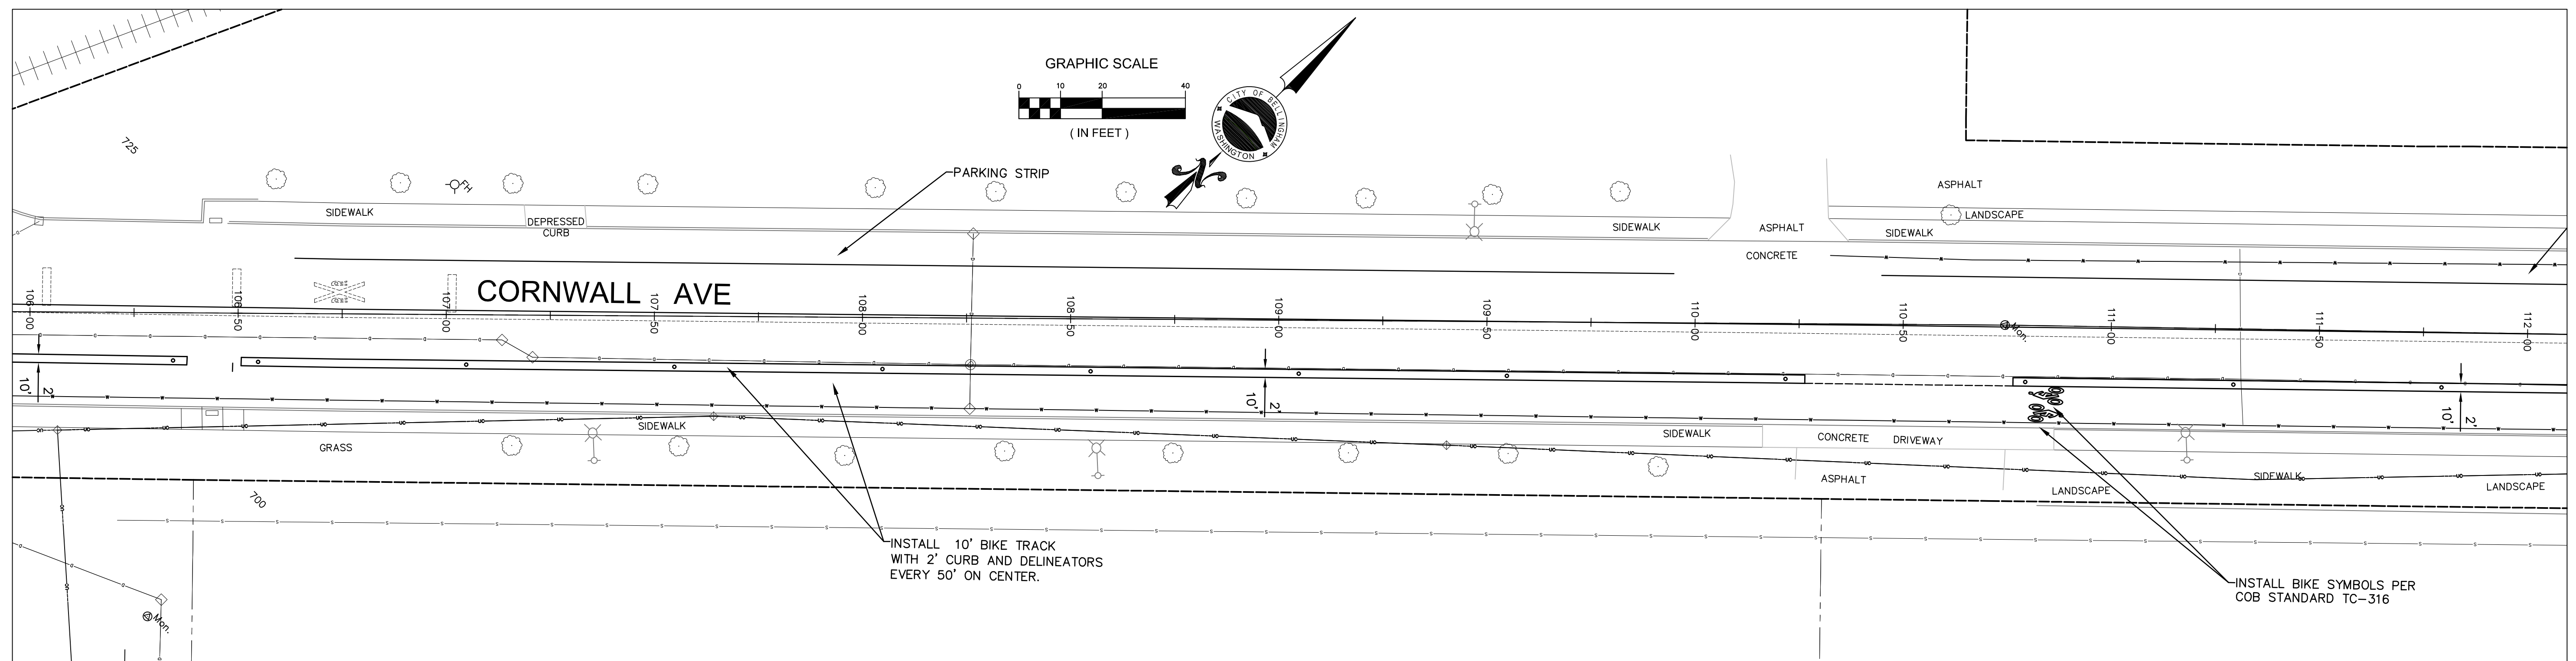 GRAPHIC SCALE
0 10 20 40
( IN FEET )
CITY OF BELLINGHAM
WASHINGTON
725
FH
PARKING STRIP
ASPHALT
LANDSCAPE
SIDEWALK
DEPRESSED
CURB
SIDEWALK
ASPHALT
SIDEWALK
CONCRETE
CORNWALL AVE
106+00
106+50
107+00
107+50
108+00
108+50
109+00
109+50
110+00
110+50
111+00
111+50
112+00
Mon.
10' 2'
10' 2'
10' 2'
SIDEWALK
SIDEWALK
CONCRETE DRIVEWAY
GRASS
ASPHALT
SIDEWALK
LANDSCAPE
LANDSCAPE
700
INSTALL 10' BIKE TRACK
WITH 2' CURB AND DELINEATORS
EVERY 50' ON CENTER.
INSTALL BIKE SYMBOLS PER
COB STANDARD TC-316
Mon.